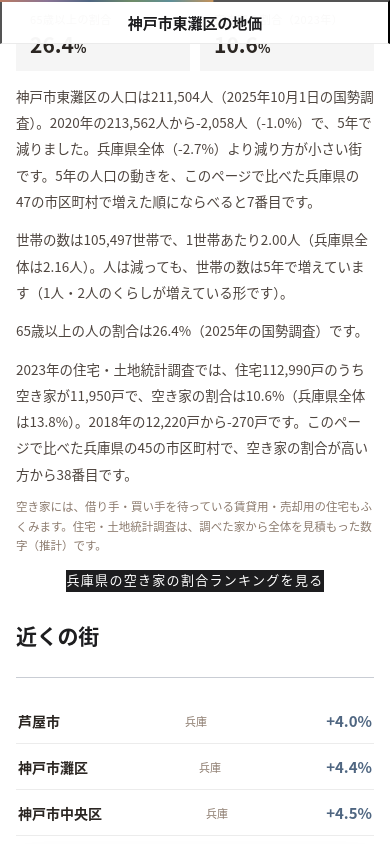 神戸市東灘区の地価
26.4%
10.6%
神戸市東灘区の人口は211,504人（2025年10月1日の国勢調
査）。2020年の213,562人から-2,058人（-1.0%）で、5年で
減りました。兵庫県全体（-2.7%）より減り方が小さい街
です。5年の人口の動きを、このページで比べた兵庫県の
47の市区町村で増えた順にならべると7番目です。
世帯の数は105,497世帯で、1世帯あたり2.00人（兵庫県全
体は2.16人）。人は減っても、世帯の数は5年で増えていま
す（1人・2人のくらしが増えている形です）。
65歳以上の人の割合は26.4%（2025年の国勢調査）です。
2023年の住宅・土地統計調査では、住宅112,990戸のうち
空き家が11,950戸で、空き家の割合は10.6%（兵庫県全体
は13.8%）。2018年の12,220戸から-270戸です。このペー
ジで比べた兵庫県の45の市区町村で、空き家の割合が高い
方から38番目です。
空き家には、借り手・買い手を待っている賃貸用・売却用の住宅もふ
くみます。住宅・土地統計調査は、調べた家から全体を見積もった数
字（推計）です。
兵庫県の空き家の割合ランキングを見る
近くの街
芦屋市 兵庫 +4.0%
神戸市灘区 兵庫 +4.4%
神戸市中央区 兵庫 +4.5%